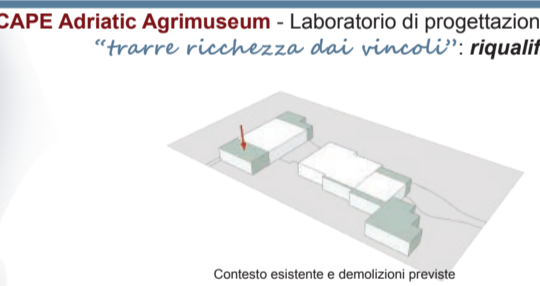 CAPE Adriatic Agrimuseum - Laboratorio di progettazion
“trarre ricchezza dai vincoli”: riqualif
Contesto esistente e demolizioni previste